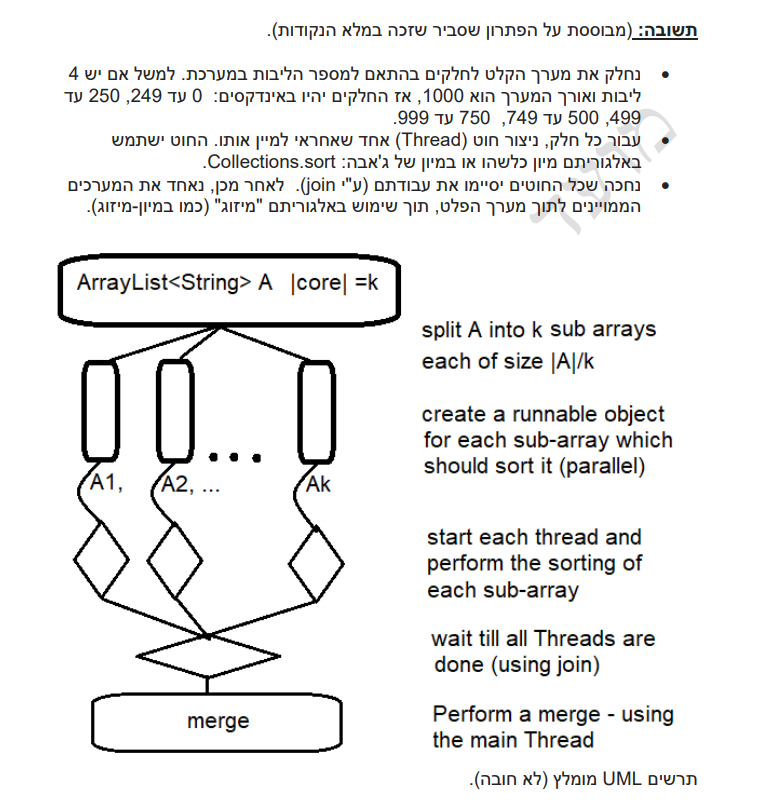 תשובה: (מבוססת על הפתרון שסביר שזכה במלא הנקודות).
• נחלק את מערך הקלט לחלקים בהתאם למספר הליבות במערכת. למשל אם יש 4
ליבות ואורך המערך הוא 1000, אז החלקים יהיו באינדקסים: 0 עד 249, 250 עד
499, 500 עד 749, 750 עד 999.
• עבור כל חלק, ניצור חוט (Thread) אחד שאחראי למיין אותו. החוט ישתמש
באלגוריתם מיון כלשהו או במיון של ג'אבה: Collections.sort.
• נחכה שכל החוטים יסיימו את עבודתם (ע"י join). לאחר מכן, נאחד את המערכים
הממויינים לתוך מערך הפלט, תוך שימוש באלגוריתם "מיזוג" (כמו במיון-מיזוג).
ArrayList<String> A |core| =k
split A into k sub arrays
each of size |A|/k
create a runnable object
for each sub-array which
should sort it (parallel)
A1, A2, ... Ak
start each thread and
perform the sorting of
each sub-array
wait till all Threads are
done (using join)
merge
Perform a merge - using
the main Thread
תרשים UML מומלץ (לא חובה).